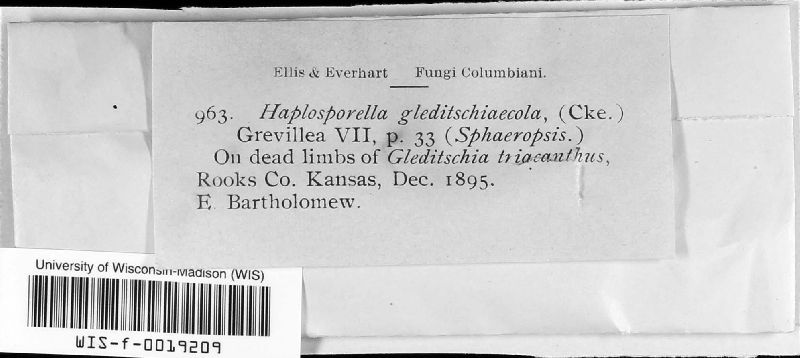 Ellis & Everhart Fungi Columbiani.
963. Haplosporella gleditschiaecola, (Cke.)
Grevillea VII, p. 33 (Sphaeropsis.)
On dead limbs of Gleditschia triacanthus,
Rooks Co. Kansas, Dec. 1895.
E. Bartholomew.
University of Wisconsin-Madison (WIS)
WIS-f-0019209